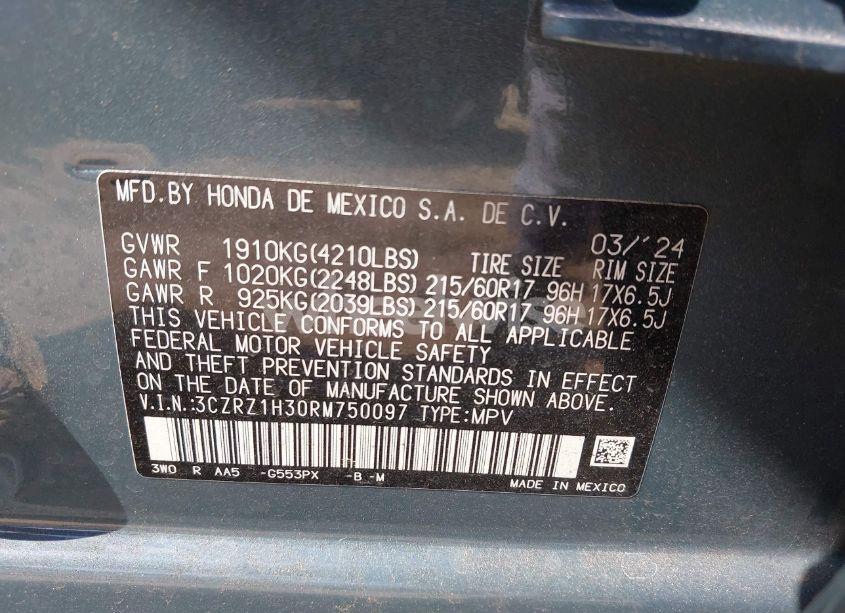 MFD.BY HONDA DE MEXICO S.A. DE C.V.
03/'24
GVWR 1910KG(4210LBS) TIRE SIZE RIM SIZE
GAWR F 1020KG(2248LBS) 215/60R17 96H 17X6.5J
GAWR R 925KG(2039LBS) 215/60R17 96H 17X6.5J
THIS VEHICLE CONFORMS TO ALL APPLICABLE
FEDERAL MOTOR VEHICLE SAFETY
AND THEFT PREVENTION STANDARDS IN EFFECT
ON THE DATE OF MANUFACTURE SHOWN ABOVE.
V.I.N.:3CZRZ1H30RM750097 TYPE:MPV
3WO R AA5 -G553PX -B -M
MADE IN MEXICO